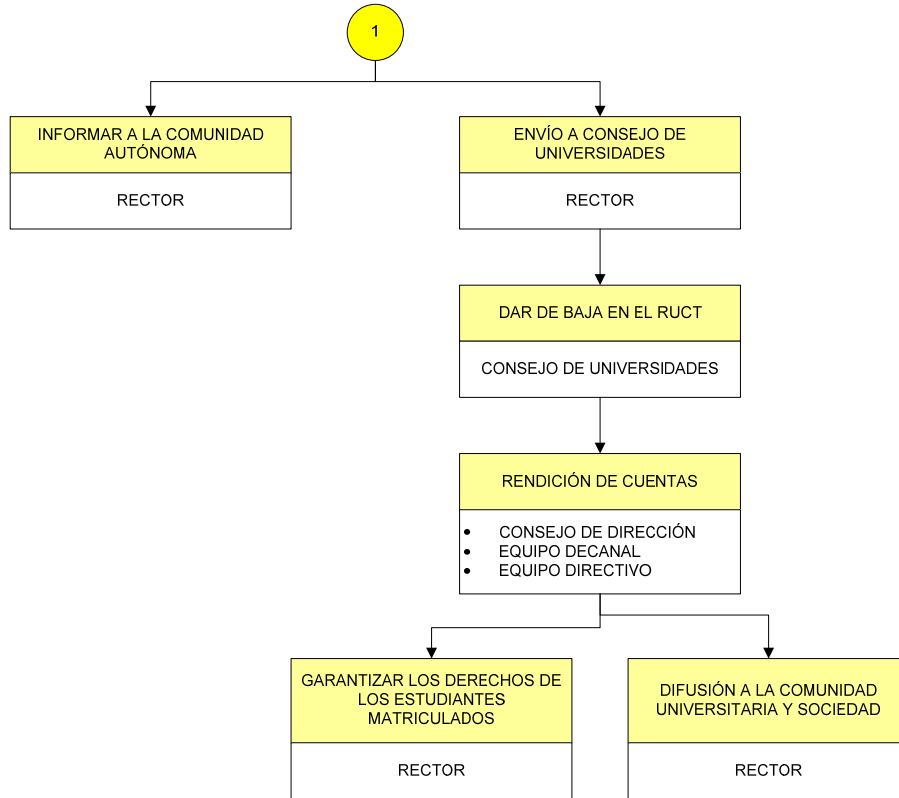 1
INFORMAR A LA COMUNIDAD
AUTÓNOMA
RECTOR
ENVÍO A CONSEJO DE
UNIVERSIDADES
RECTOR
DAR DE BAJA EN EL RUCT
CONSEJO DE UNIVERSIDADES
RENDICIÓN DE CUENTAS
• CONSEJO DE DIRECCIÓN
• EQUIPO DECANAL
• EQUIPO DIRECTIVO
GARANTIZAR LOS DERECHOS DE
LOS ESTUDIANTES
MATRICULADOS
RECTOR
DIFUSIÓN A LA COMUNIDAD
UNIVERSITARIA Y SOCIEDAD
RECTOR